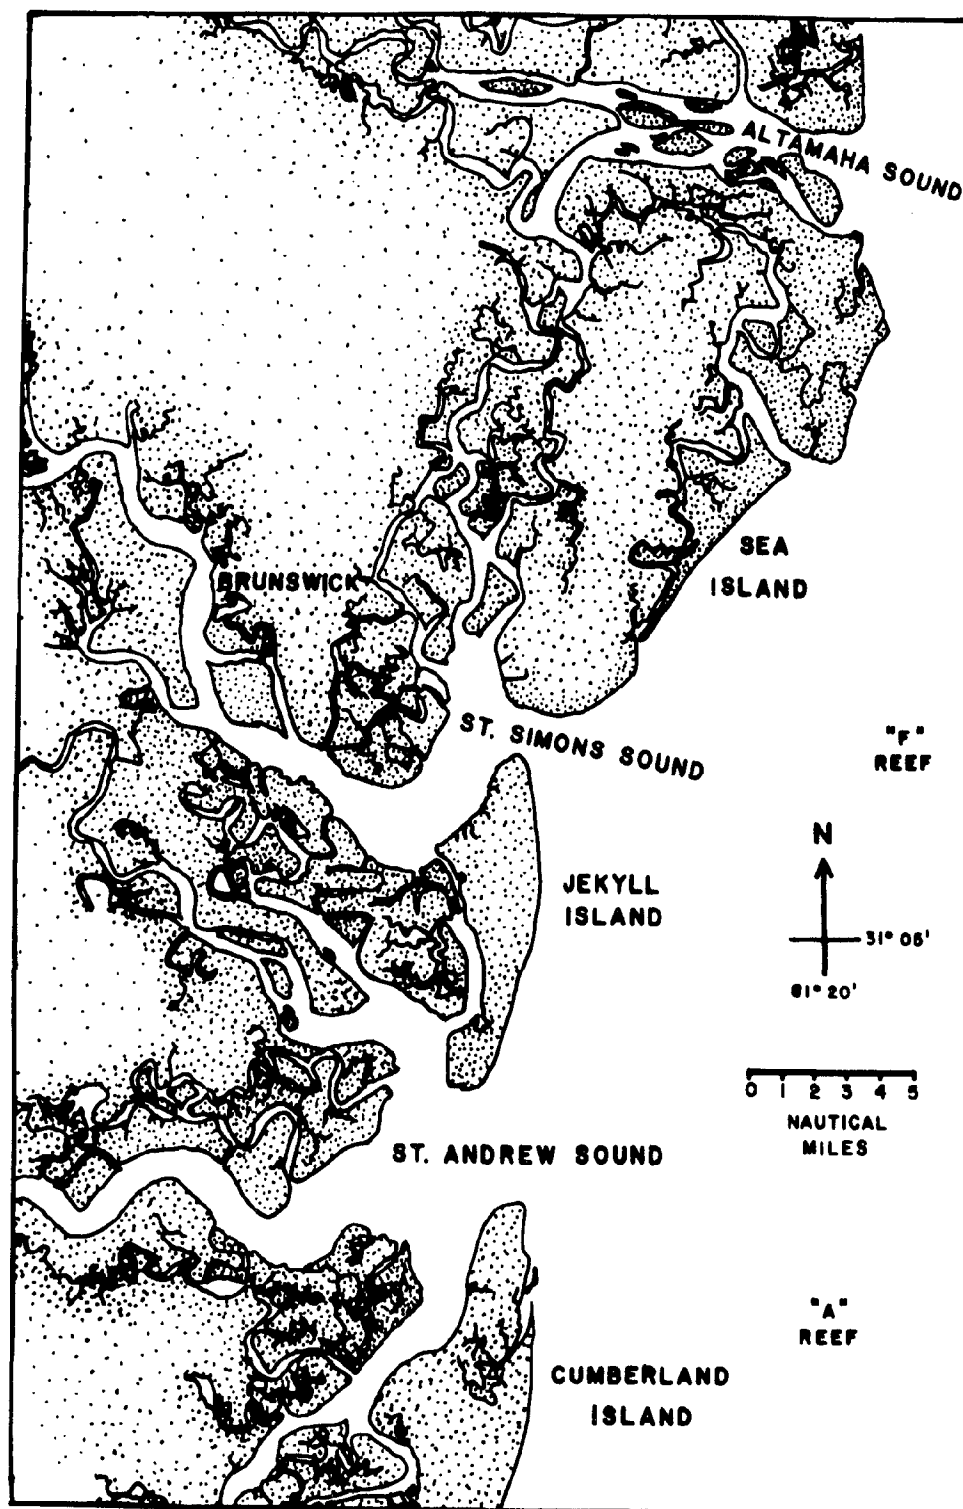 ALTAMAHA SOUND
SEA
ISLAND
BRUNSWICK
ST. SIMONS SOUND
"F"
REEF
N
JEKYLL
ISLAND
31° 05'
81° 20'
0 1 2 3 4 5
NAUTICAL
MILES
ST. ANDREW SOUND
"A"
REEF
CUMBERLAND
ISLAND